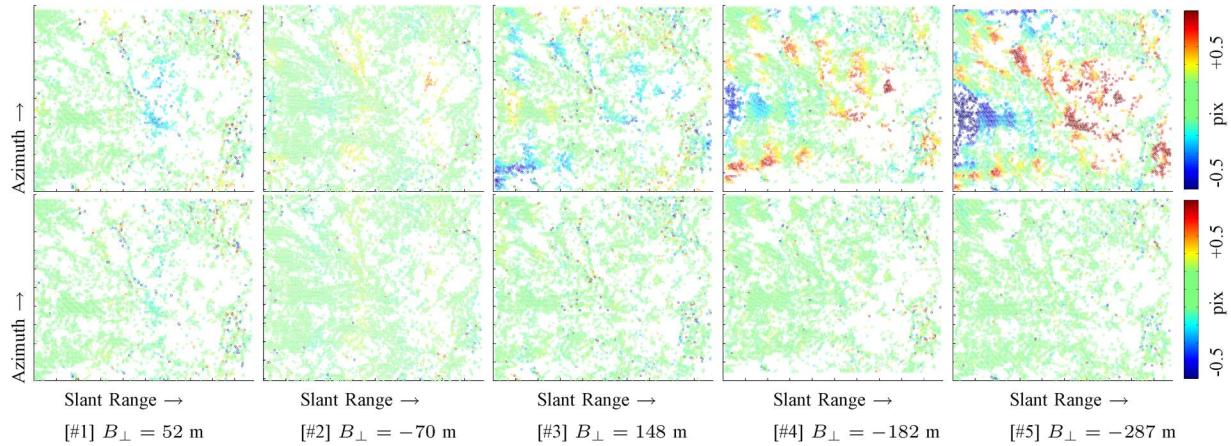 Azimuth →
+0.5
pix
-0.5
Azimuth →
+0.5
pix
-0.5
Slant Range → Slant Range → Slant Range → Slant Range → Slant Range →
[#1] B⊥ = 52 m [#2] B⊥ = −70 m [#3] B⊥ = 148 m [#4] B⊥ = −182 m [#5] B⊥ = −287 m